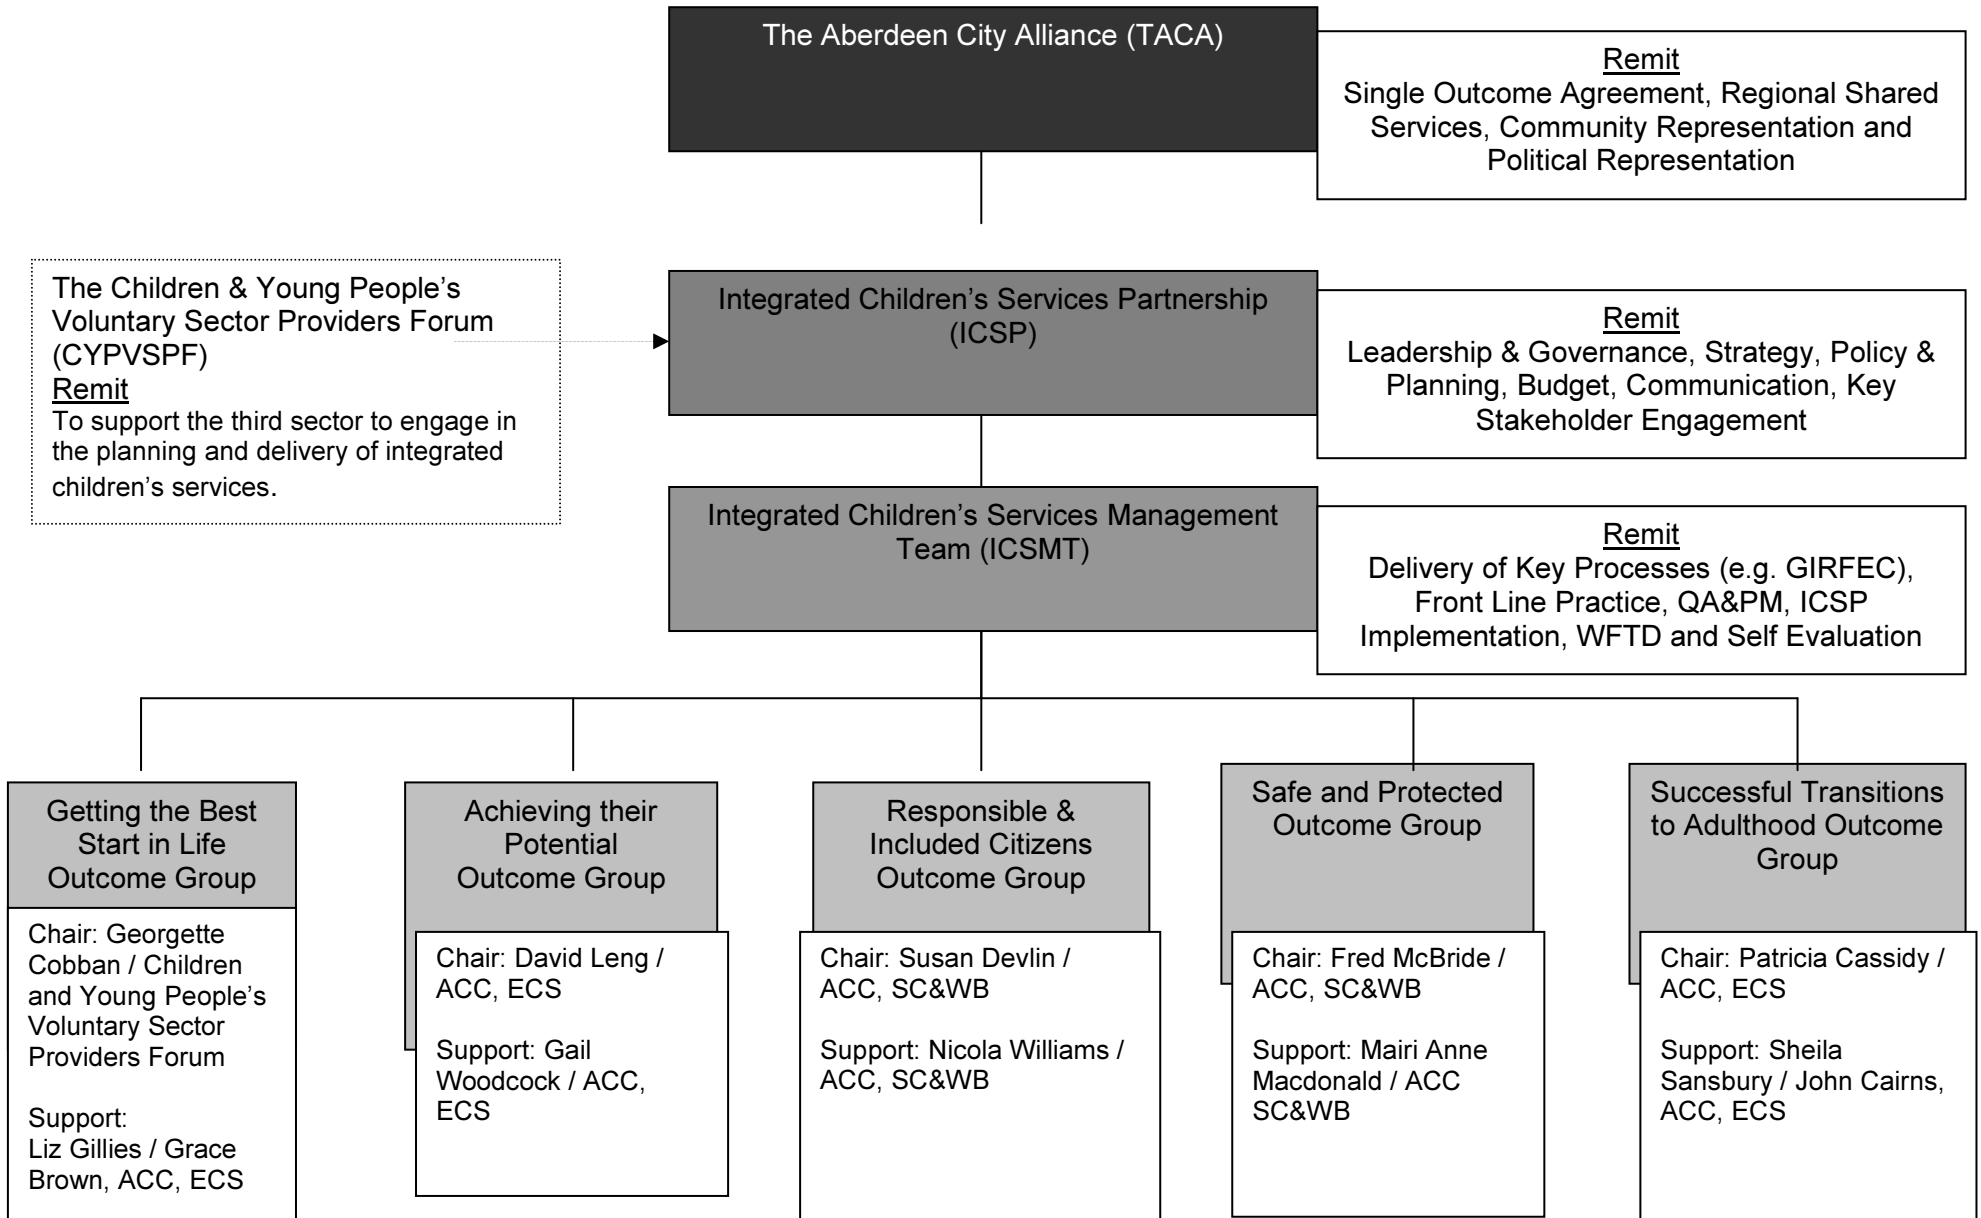 The Aberdeen City Alliance (TACA)
Remit
Single Outcome Agreement, Regional Shared
Services, Community Representation and
Political Representation
The Children & Young People’s
Voluntary Sector Providers Forum
(CYPVSPF)
Remit
To support the third sector to engage in
the planning and delivery of integrated
children’s services.
Integrated Children’s Services Partnership
(ICSP)
Remit
Leadership & Governance, Strategy, Policy &
Planning, Budget, Communication, Key
Stakeholder Engagement
Integrated Children’s Services Management
Team (ICSMT)
Remit
Delivery of Key Processes (e.g. GIRFEC),
Front Line Practice, QA&PM, ICSP
Implementation, WFTD and Self Evaluation
Getting the Best
Start in Life
Outcome Group
Chair: Georgette
Cobban / Children
and Young People’s
Voluntary Sector
Providers Forum
Support:
Liz Gillies / Grace
Brown, ACC, ECS
Achieving their
Potential
Outcome Group
Chair: David Leng /
ACC, ECS
Support: Gail
Woodcock / ACC,
ECS
Responsible &
Included Citizens
Outcome Group
Chair: Susan Devlin /
ACC, SC&WB
Support: Nicola Williams /
ACC, SC&WB
Safe and Protected
Outcome Group
Chair: Fred McBride /
ACC, SC&WB
Support: Mairi Anne
Macdonald / ACC
SC&WB
Successful Transitions
to Adulthood Outcome
Group
Chair: Patricia Cassidy /
ACC, ECS
Support: Sheila
Sansbury / John Cairns,
ACC, ECS